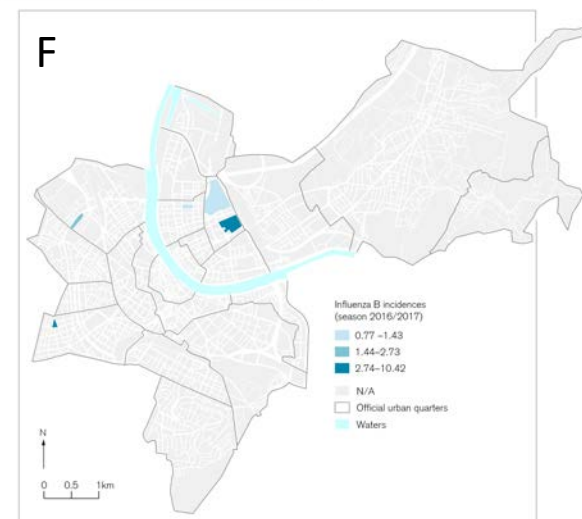 F
Influenza B incidences
(season 2016/2017)
0.77 –1.43
1.44–2.73
2.74–10.42
N/A
Official urban quarters
Waters
N
0 0.5 1km